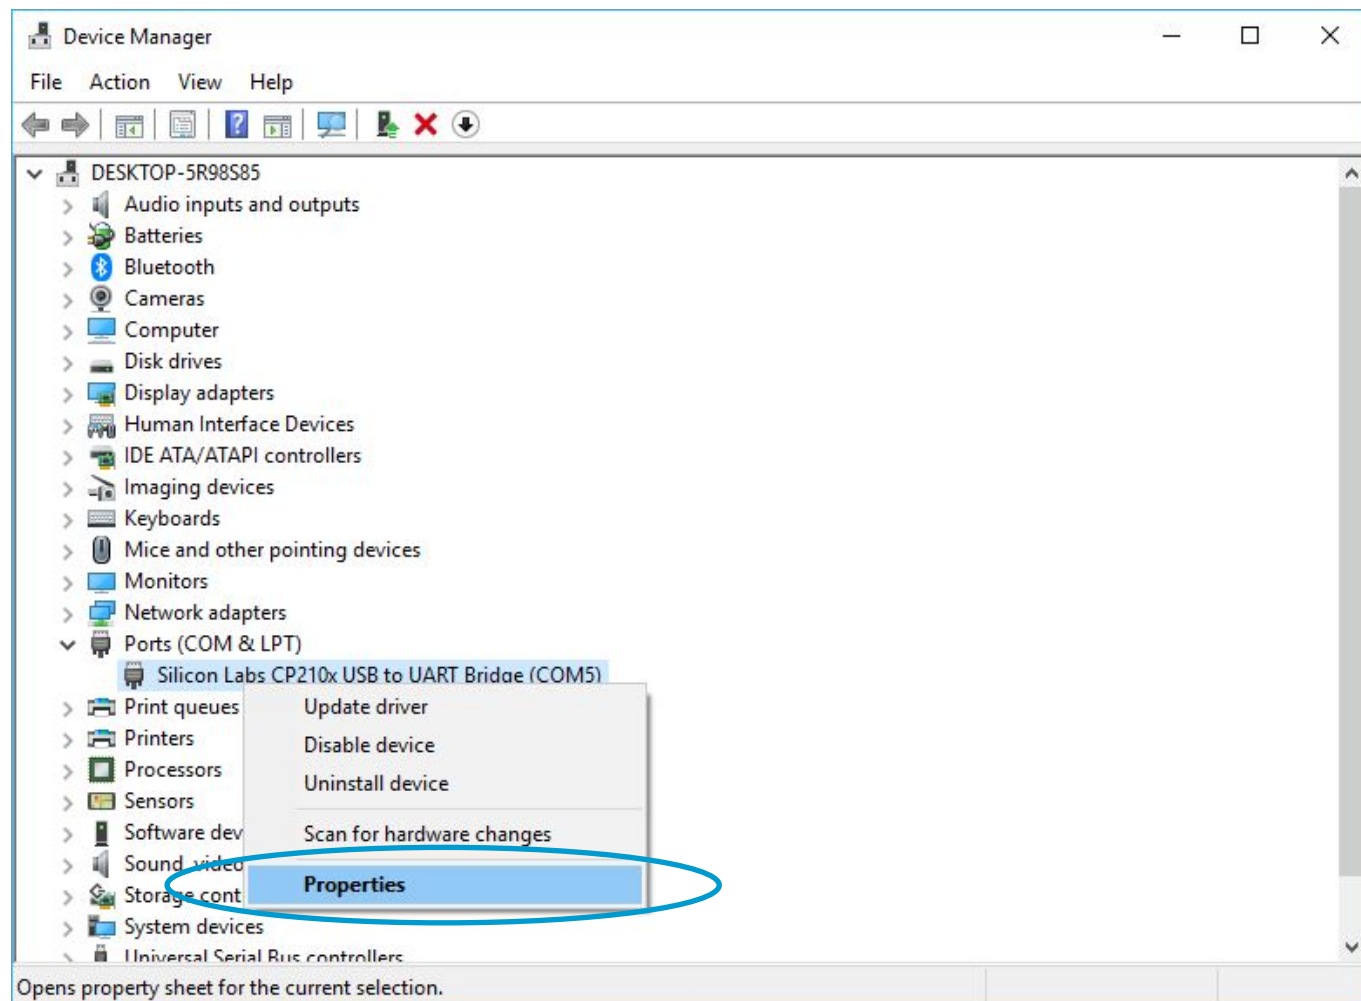 Device Manager
File Action View Help
DESKTOP-5R98S85
Audio inputs and outputs
Batteries
Bluetooth
Cameras
Computer
Disk drives
Display adapters
Human Interface Devices
IDE ATA/ATAPI controllers
Imaging devices
Keyboards
Mice and other pointing devices
Monitors
Network adapters
Ports (COM & LPT)
Silicon Labs CP210x USB to UART Bridge (COM5)
Print queues
Update driver
Printers
Disable device
Processors
Uninstall device
Sensors
Software dev
Scan for hardware changes
Sound, video
Properties
Storage cont
System devices
Universal Serial Bus controllers
Opens property sheet for the current selection.